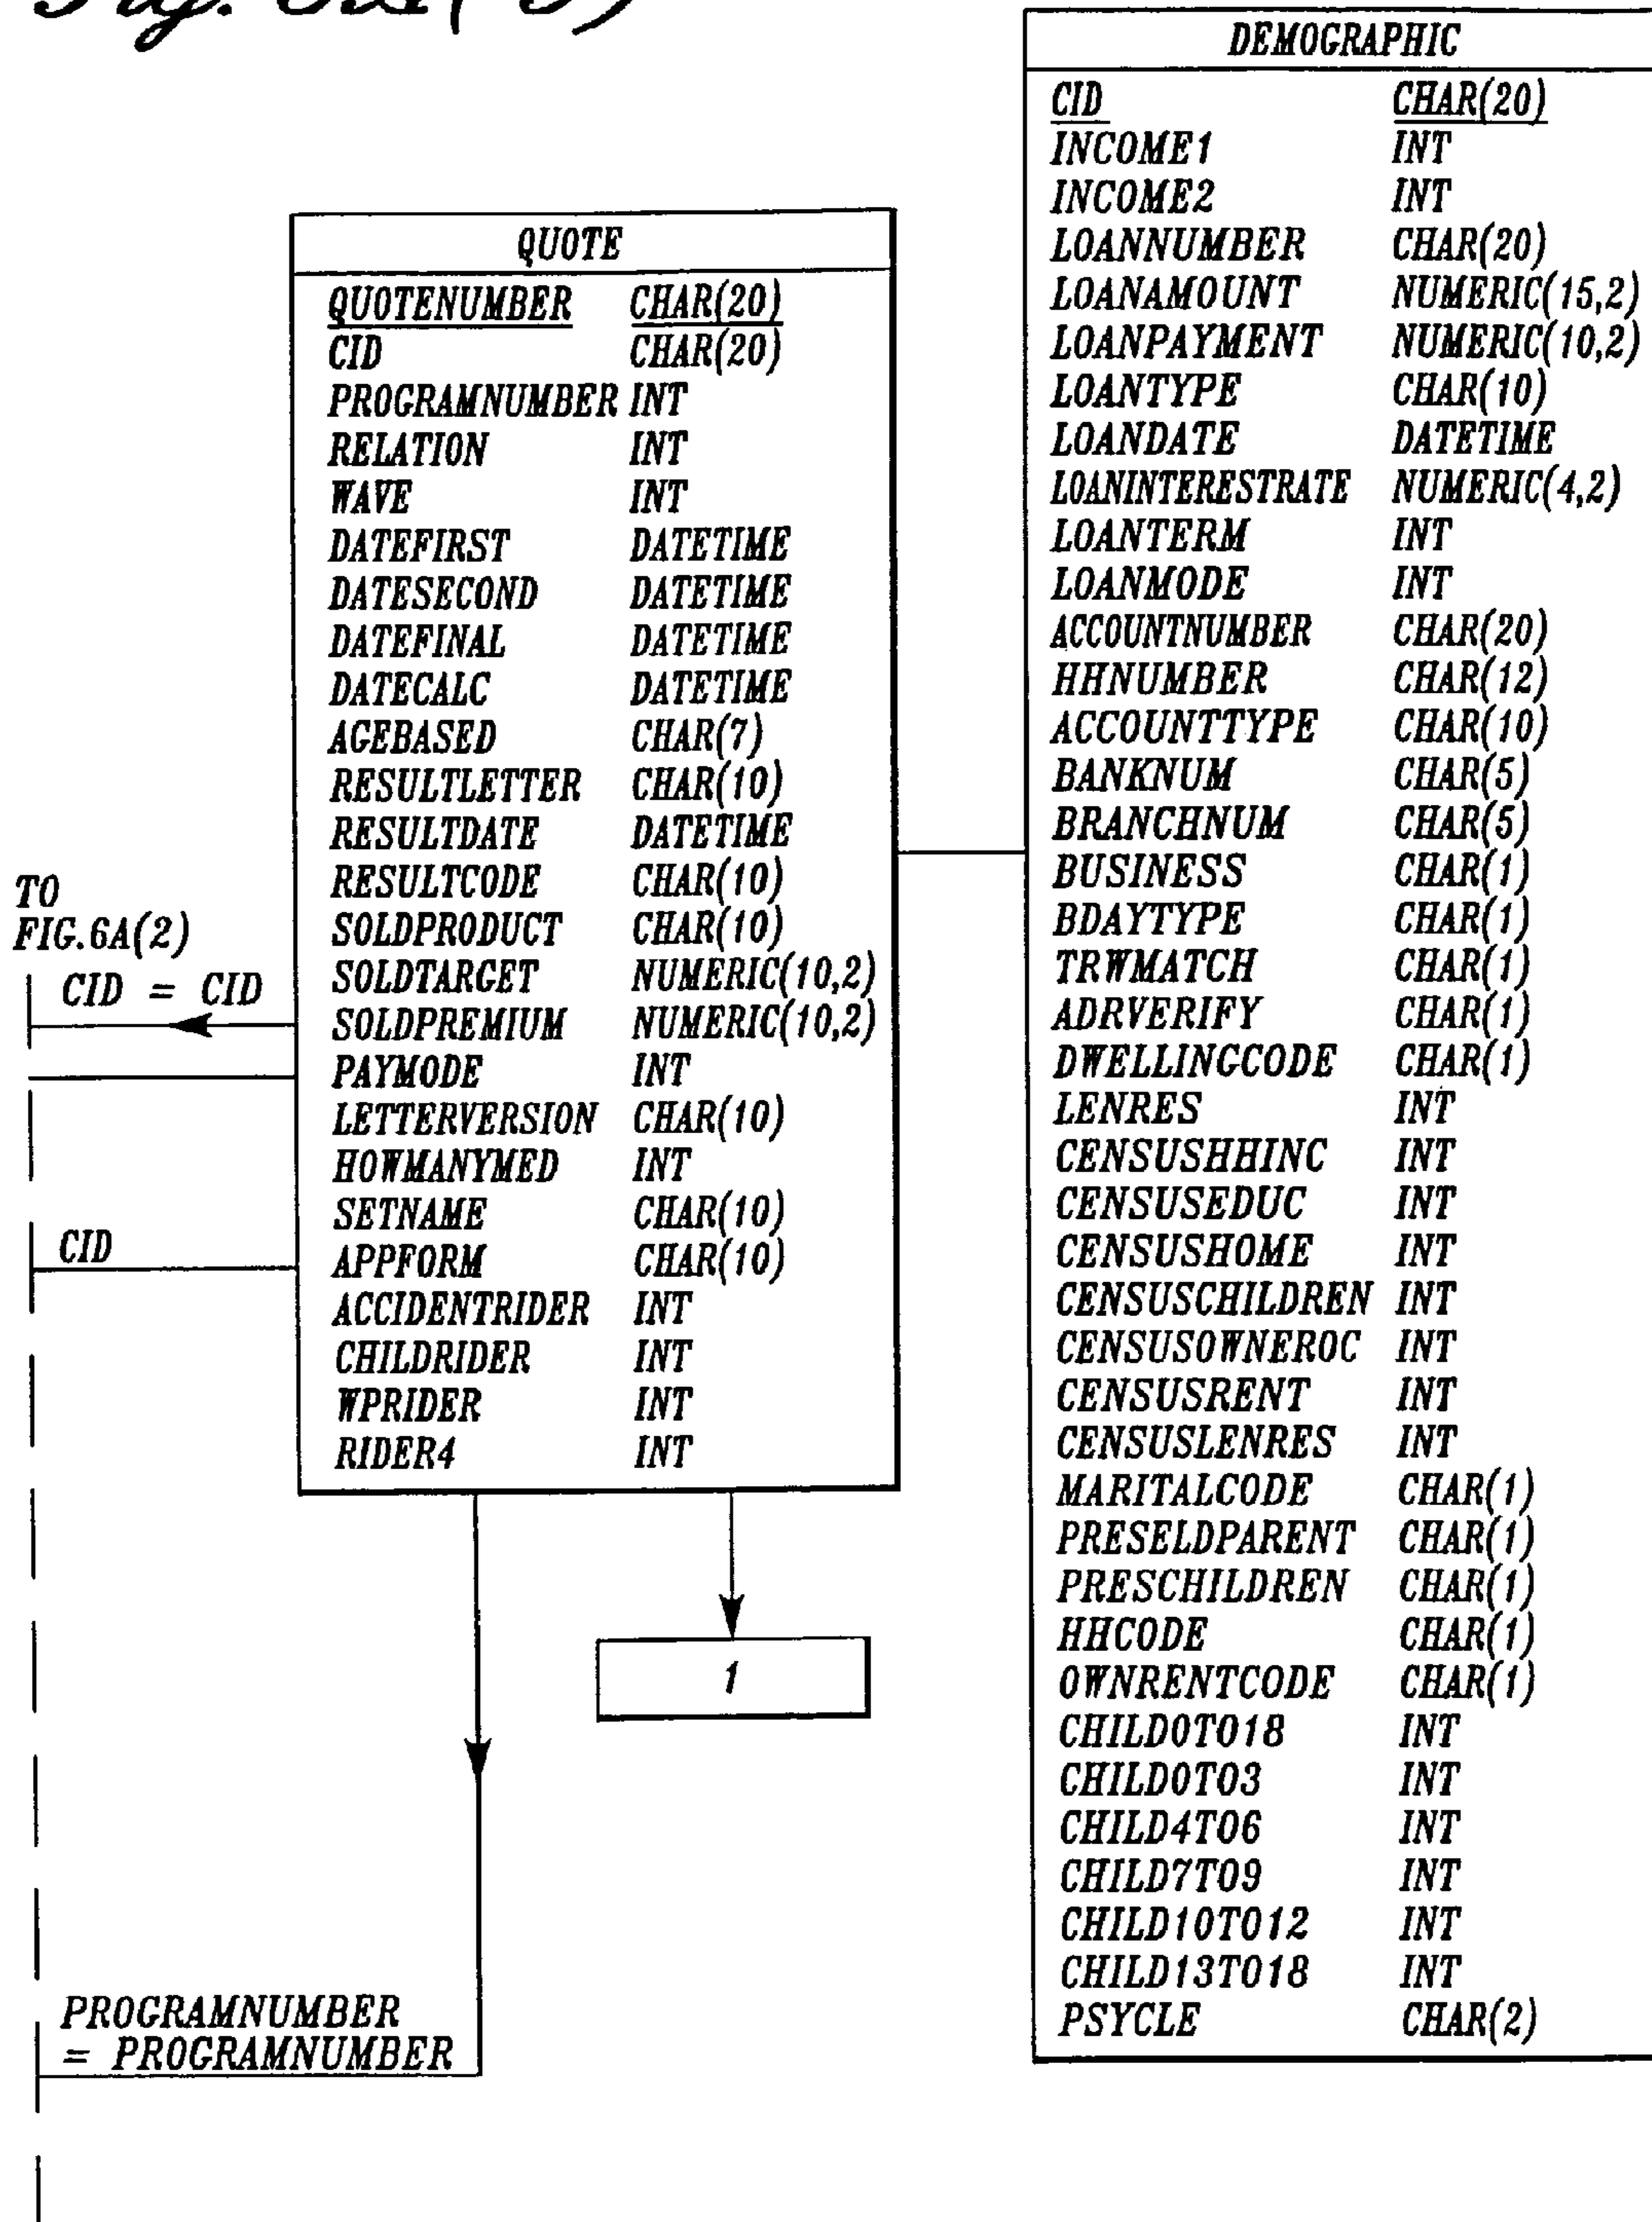 Fig.
DEMOGRAPHIC
CID CHAR(20)
INCOME1 INT
INCOME2 INT
LOANNUMBER CHAR(20)
LOANAMOUNT NUMERIC(15,2)
LOANPAYMENT NUMERIC(10,2)
LOANTYPE CHAR(10)
LOANDATE DATETIME
LOANINTERESTRATE NUMERIC(4,2)
LOANTERM INT
LOANMODE INT
ACCOUNTNUMBER CHAR(20)
HHNUMBER CHAR(12)
ACCOUNTTYPE CHAR(10)
BANKNUM CHAR(5)
BRANCHNUM CHAR(5)
BUSINESS CHAR(1)
BDAYTYPE CHAR(1)
TRWMATCH CHAR(1)
ADRVERIFY CHAR(1)
DWELLINGCODE CHAR(1)
LENRES INT
CENSUSHHINC INT
CENSUSEDUC INT
CENSUSHOME INT
CENSUSCHILDREN INT
CENSUSOWNEROC INT
CENSUSRENT INT
CENSUSLENRES INT
MARITALCODE CHAR(1)
PRESELDPARENT CHAR(1)
PRESCHILDREN CHAR(1)
HHCODE CHAR(1)
OWNRENTCODE CHAR(1)
CHILD0TO18 INT
CHILD0TO3 INT
CHILD4TO6 INT
CHILD7TO9 INT
CHILD10TO12 INT
CHILD13TO18 INT
PSYCLE CHAR(2)
QUOTE
QUOTENUMBER CHAR(20)
CID CHAR(20)
PROGRAMNUMBER INT
RELATION INT
WAVE INT
DATEFIRST DATETIME
DATESECOND DATETIME
DATEFINAL DATETIME
DATECALC DATETIME
AGEBASED CHAR(7)
RESULTLETTER CHAR(10)
RESULTDATE DATETIME
RESULTCODE CHAR(10)
SOLDPRODUCT CHAR(10)
SOLDTARGET NUMERIC(10,2)
SOLDPREMIUM NUMERIC(10,2)
PAYMODE INT
LETTERVERSION CHAR(10)
HOWMANYMED INT
SETNAME CHAR(10)
APPFORM CHAR(10)
ACCIDENTRIDER INT
CHILDRIDER INT
WPRIDER INT
RIDER4 INT
TO
FIG.6A(2)
CID = CID
CID
1
PROGRAMNUMBER
= PROGRAMNUMBER